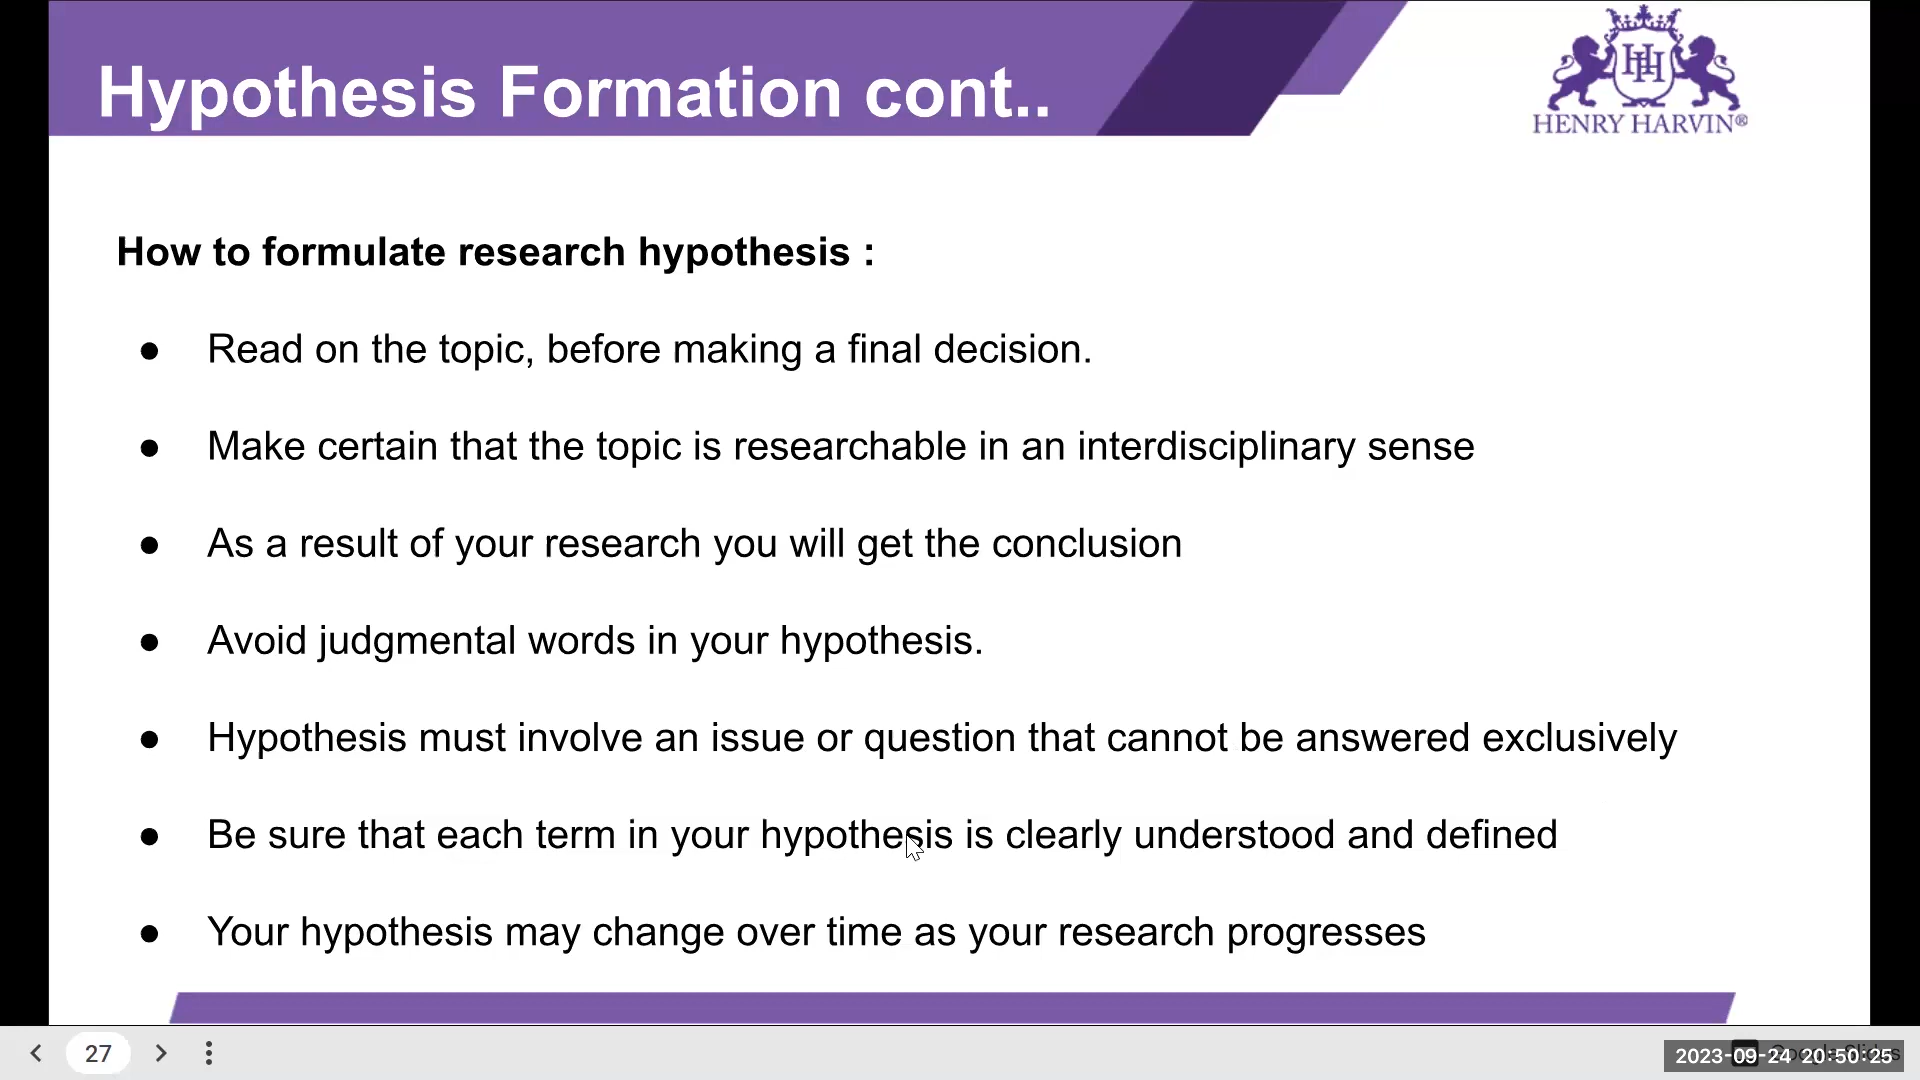 Hypothesis Formation cont..
HH
HENRY HARVIN®
How to formulate research hypothesis :
● Read on the topic, before making a final decision.
● Make certain that the topic is researchable in an interdisciplinary sense
● As a result of your research you will get the conclusion
● Avoid judgmental words in your hypothesis.
● Hypothesis must involve an issue or question that cannot be answered exclusively
● Be sure that each term in your hypothesis is clearly understood and defined
● Your hypothesis may change over time as your research progresses
27
2023-09-24 20:50:25